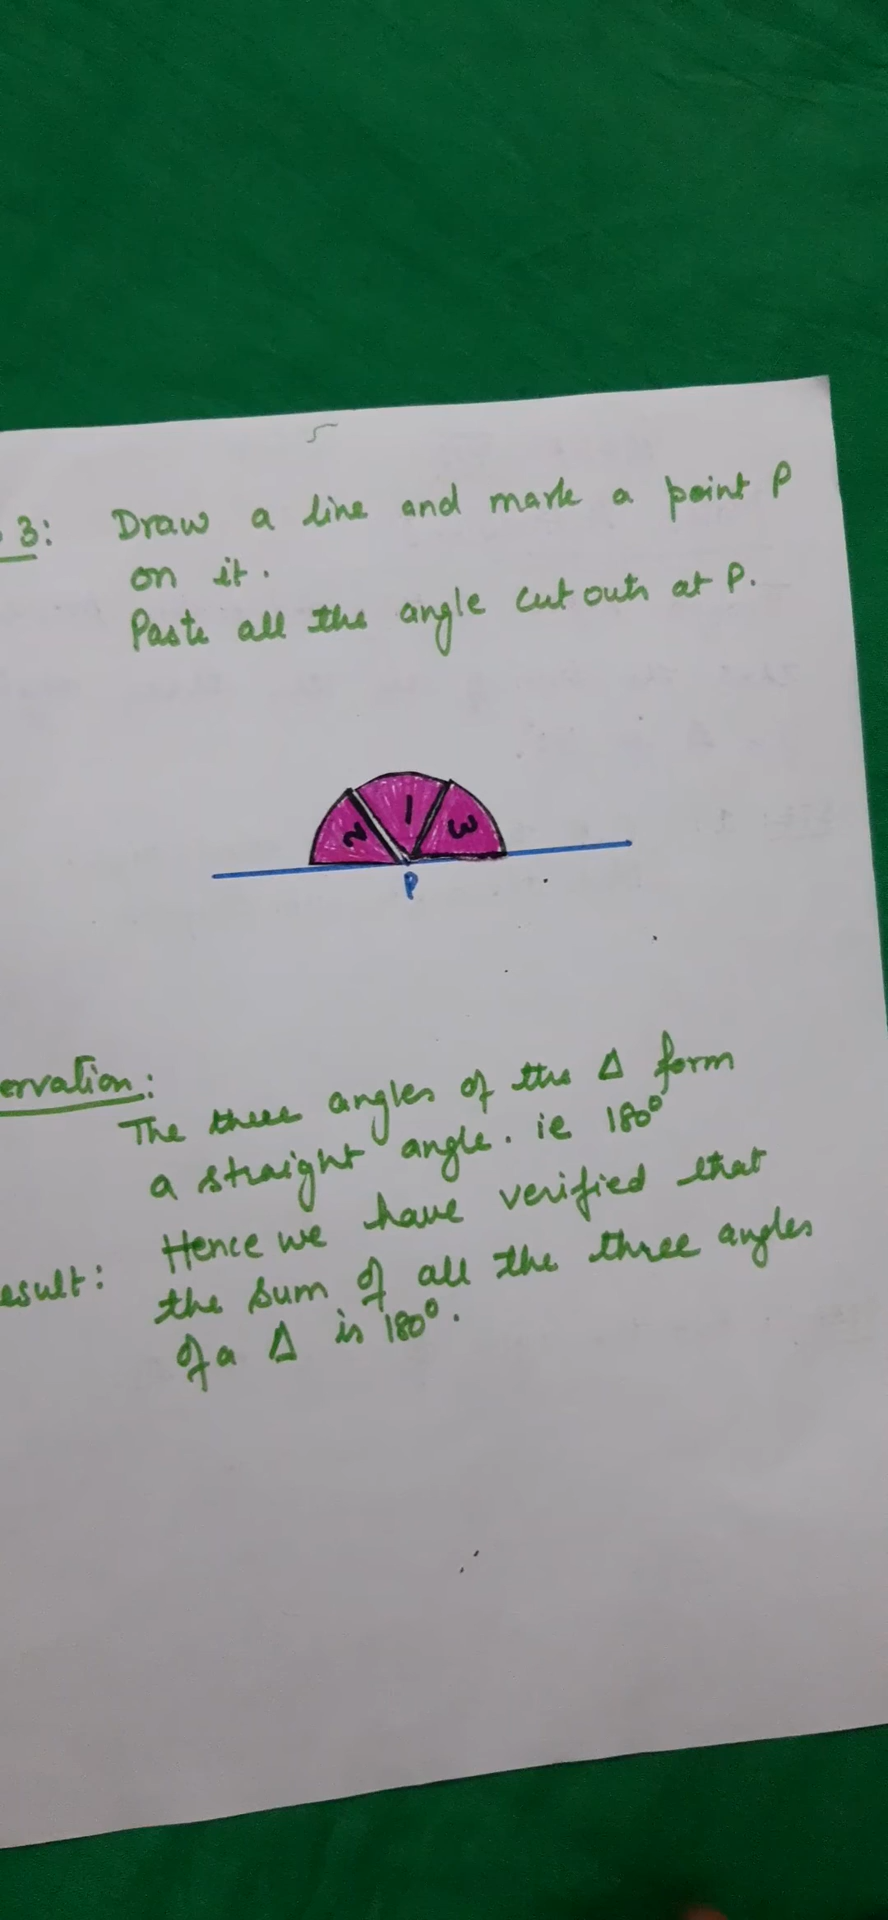 3: Draw a line and mark a point P
on it.
Paste all the angle cut outs at P.
2 1 3
P
ervation:
The three angles of the Δ form
a straight angle. ie 180°
Hence we have verified that
esult: the sum of all the three angles
of a Δ is 180°.